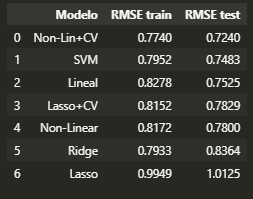 Modelo RMSE train RMSE test
0 Non-Lin+CV 0.7740 0.7240
1 SVM 0.7952 0.7483
2 Lineal 0.8278 0.7525
3 Lasso+CV 0.8152 0.7829
4 Non-Linear 0.8172 0.7800
5 Ridge 0.7933 0.8364
6 Lasso 0.9949 1.0125